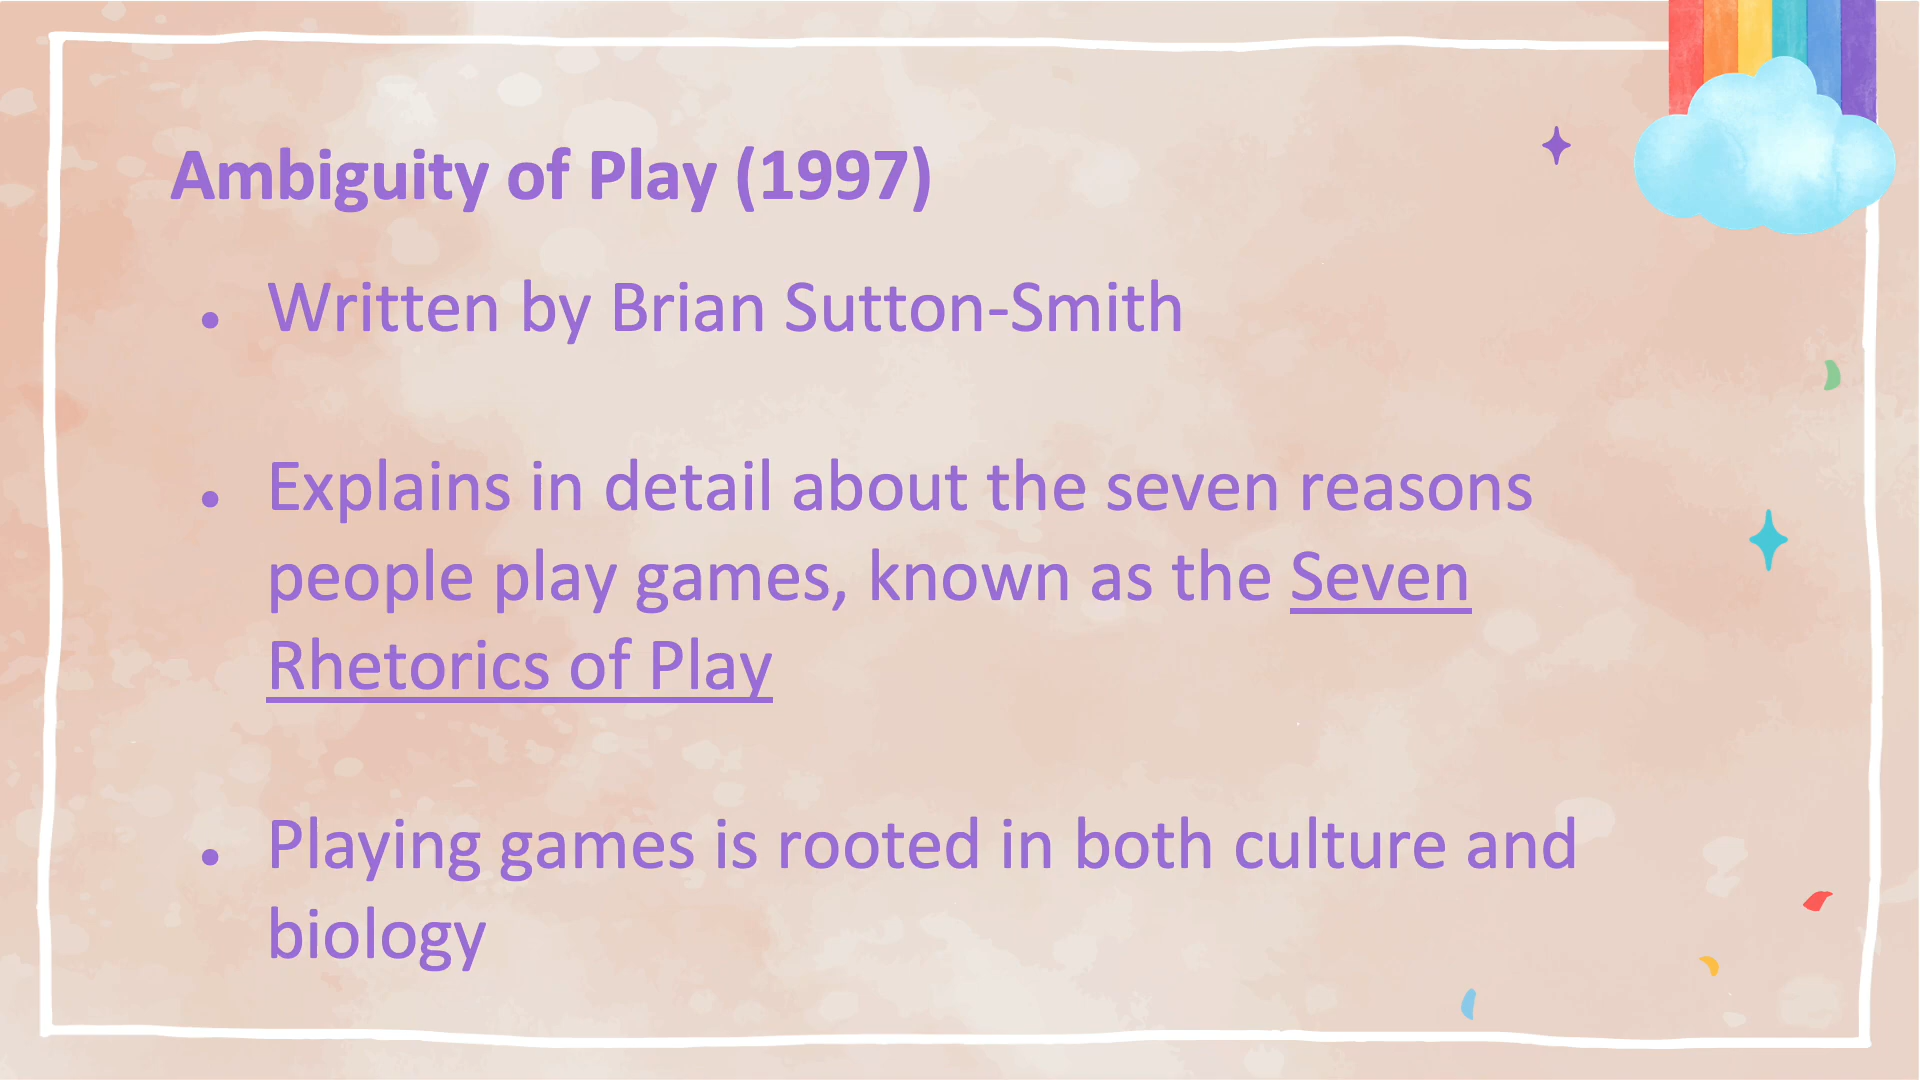 Ambiguity of Play (1997)
• Written by Brian Sutton-Smith
• Explains in detail about the seven reasons
people play games, known as the Seven
Rhetorics of Play
• Playing games is rooted in both culture and
biology